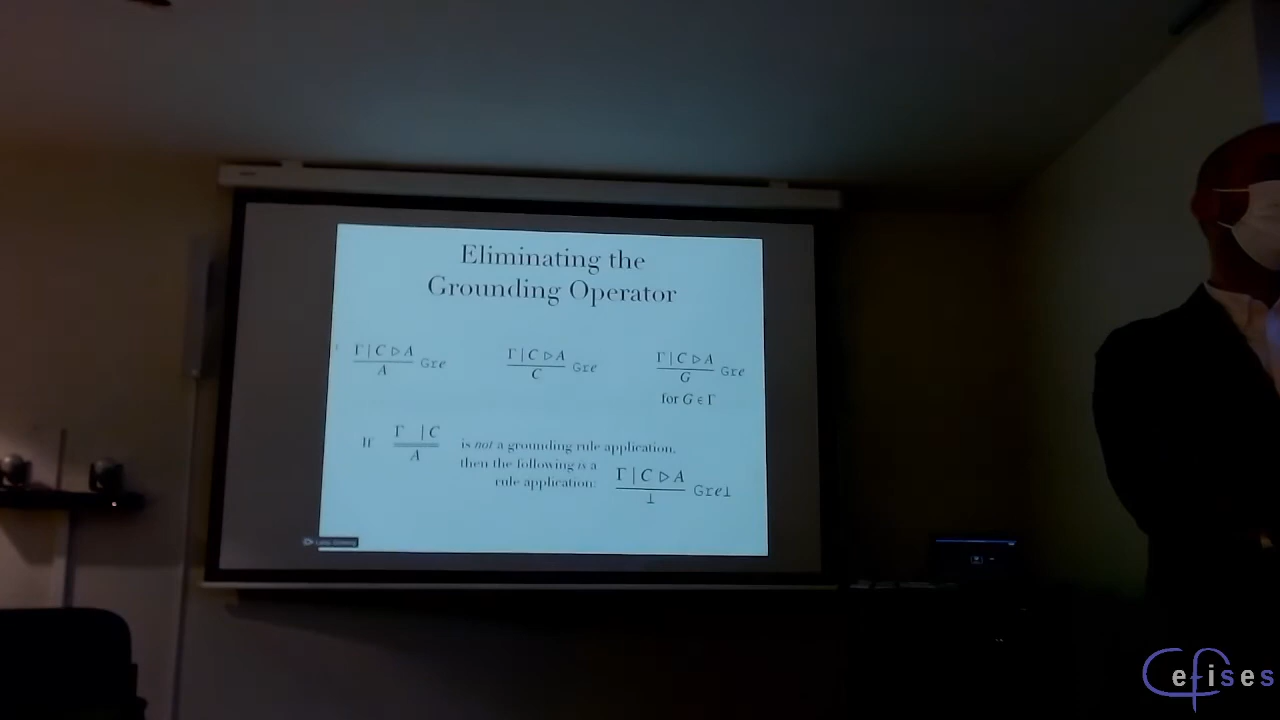 Eliminating the
Grounding Operator
Γ | C ▷ A
A
Gre
Γ | C ▷ A
C
Gre
Γ | C ▷ A
G
Gre
for G ∈ Γ
If
Γ | C
A
is not a grounding rule application,
then the following is a
rule application:
Γ | C ▷ A
⊥
Gre⊥
Cefises